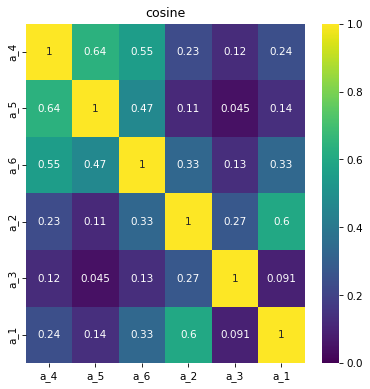 cosine
a_4 1 0.64 0.55 0.23 0.12 0.24
a_5 0.64 1 0.47 0.11 0.045 0.14
a_6 0.55 0.47 1 0.33 0.13 0.33
a_2 0.23 0.11 0.33 1 0.27 0.6
a_3 0.12 0.045 0.13 0.27 1 0.091
a_1 0.24 0.14 0.33 0.6 0.091 1
a_4 a_5 a_6 a_2 a_3 a_1
1.0
0.8
0.6
0.4
0.2
0.0